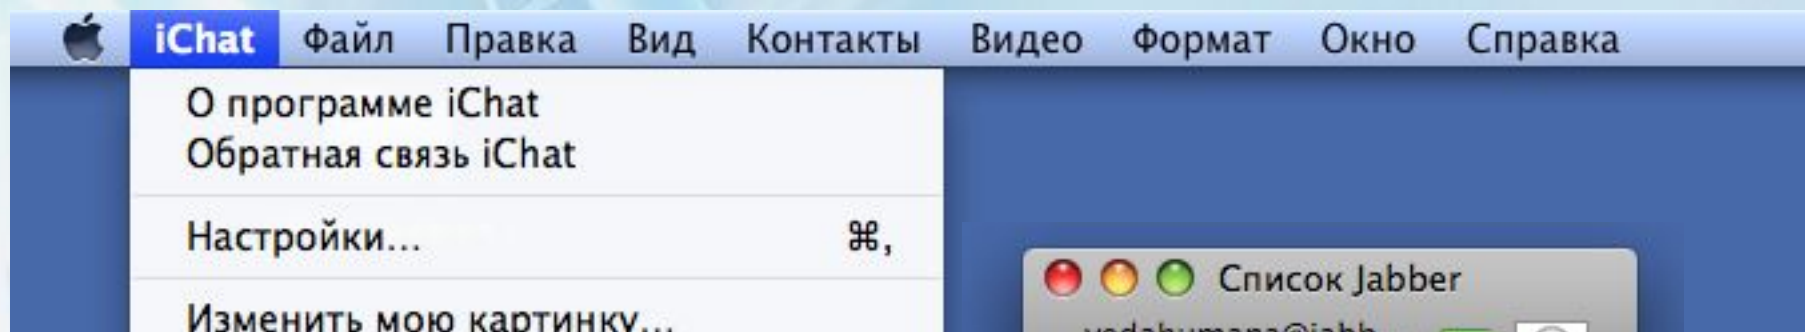 iChat Файл Правка Вид Контакты Видео Формат Окно Справка
О программе iChat
Обратная связь iChat
Настройки... ⌘,
Список Jabber
Изменить мою картинку...